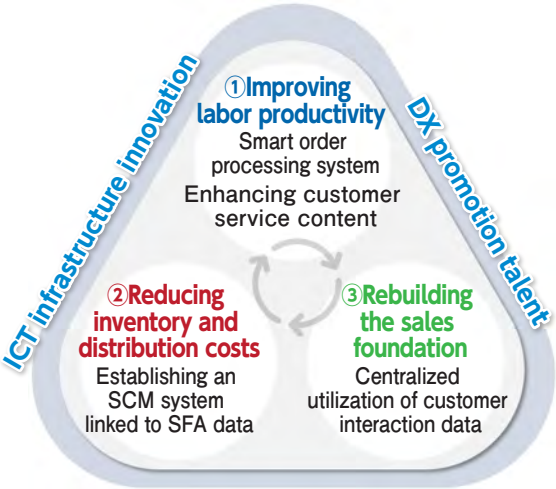 ICT infrastructure innovation
DX promotion talent
①Improving
labor productivity
Smart order
processing system
Enhancing customer
service content
②Reducing
inventory and
distribution costs
Establishing an
SCM system
linked to SFA data
③Rebuilding
the sales
foundation
Centralized
utilization of customer
interaction data